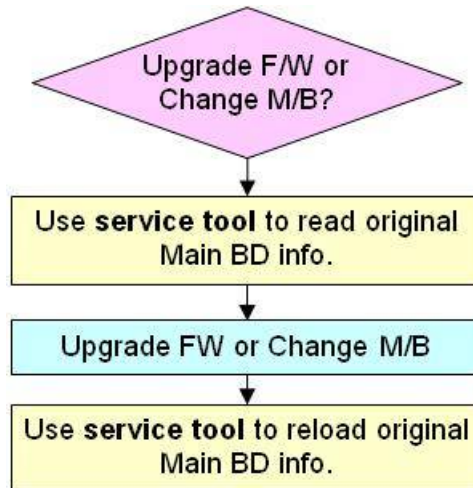 Upgrade F/W or
Change M/B?
Use service tool to read original
Main BD info.
Upgrade FW or Change M/B
Use service tool to reload original
Main BD info.